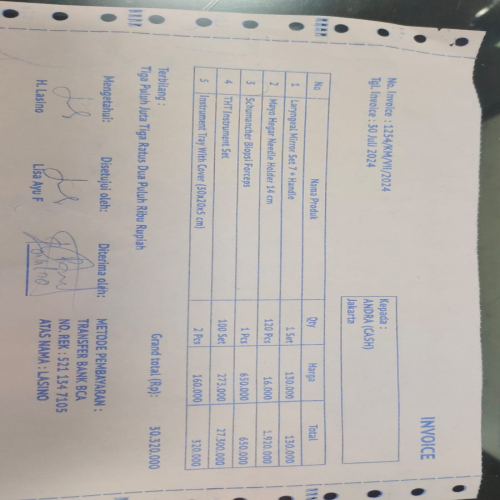 INVOICE
No. Invoice : 1234/KM/VII/2024
Tgl. Invoice : 30 Juli 2024
Kepada :
ANDRA (CASH)
Jakarta
No Nama Produk Qty Harga Total
1 Laryngeal Mirror Set 7 + Handle 1 Set 130.000 130.000
2 Mayo Hegar Needle Holder 14 cm 120 Pcs 16.000 1.920.000
3 Schumancher Biopsi Forceps 1 Pcs 650.000 650.000
4 THT Instrument Set 100 Set 273.000 27.300.000
5 Instrument Tray With Cover (30x20x5 cm) 2 Pcs 160.000 320.000
Grand total (Rp): 30.320.000
Terbilang :
Tiga Puluh Juta Tiga Ratus Dua Puluh Ribu Rupiah
Mengetahui: Disetujui oleh: Diterima oleh:
H. Lasino Lisa Ayu F
METODE PEMBAYARAN :
TRANSFER BANK BCA
NO. REK : 521 134 7105
ATAS NAMA : LASINO